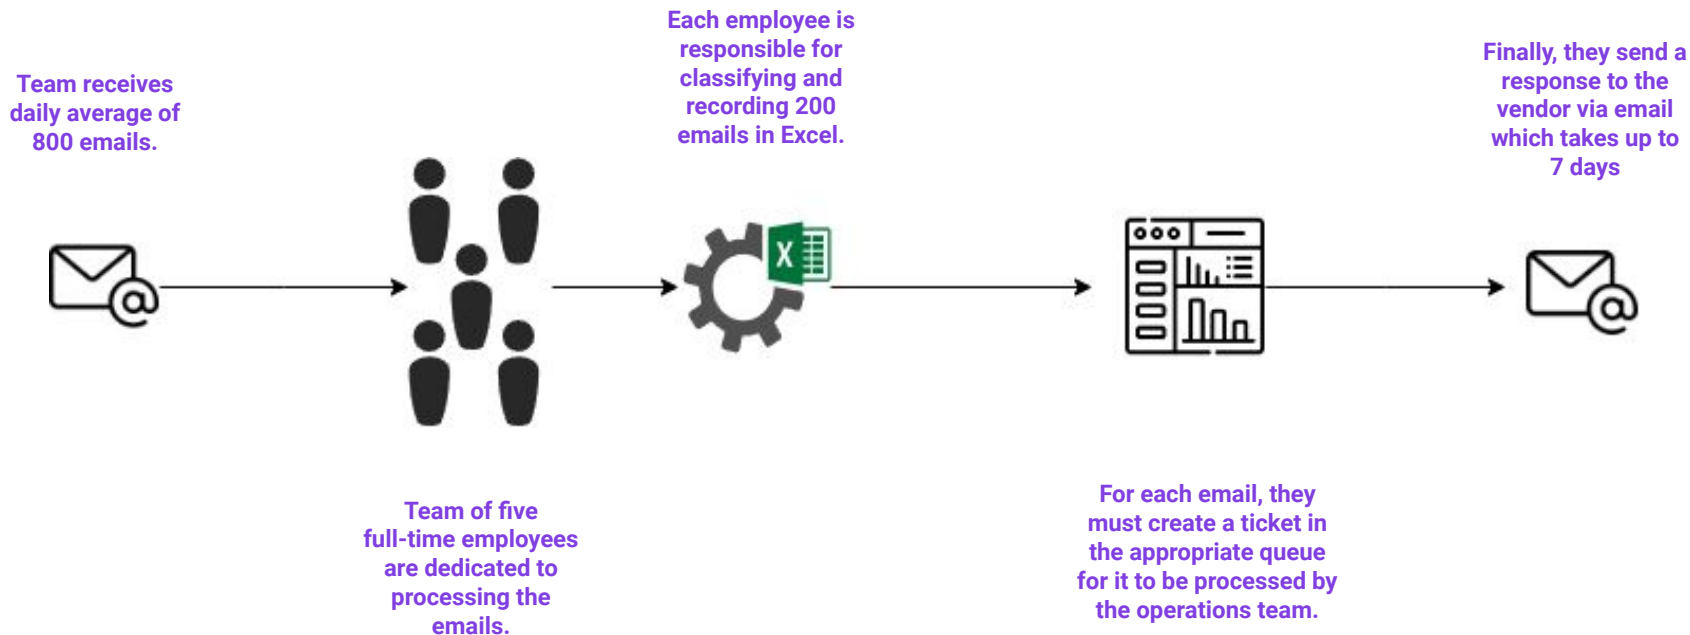 Team receives
daily average of
800 emails.
Team of five
full-time employees
are dedicated to
processing the
emails.
Each employee is
responsible for
classifying and
recording 200
emails in Excel.
X
For each email, they
must create a ticket in
the appropriate queue
for it to be processed by
the operations team.
Finally, they send a
response to the
vendor via email
which takes up to
7 days